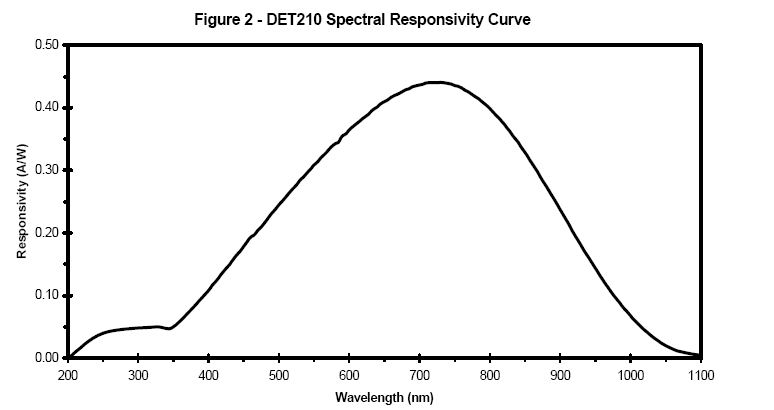 Figure 2 - DET210 Spectral Responsivity Curve
0.50
0.40
0.30
0.20
0.10
0.00
Responsivity (A/W)
200 300 400 500 600 700 800 900 1000 1100
Wavelength (nm)